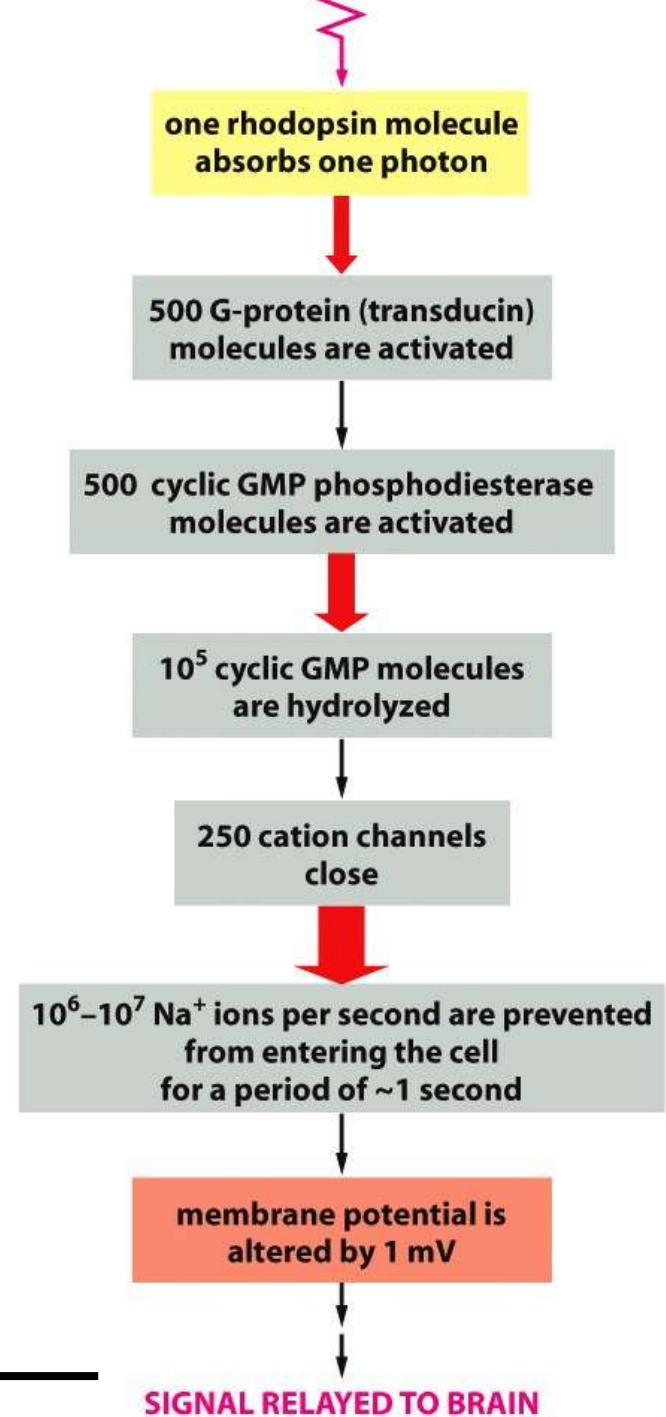 one rhodopsin molecule
absorbs one photon
500 G-protein (transducin)
molecules are activated
500 cyclic GMP phosphodiesterase
molecules are activated
10⁵ cyclic GMP molecules
are hydrolyzed
250 cation channels
close
10⁶–10⁷ Na⁺ ions per second are prevented
from entering the cell
for a period of ~1 second
membrane potential is
altered by 1 mV
SIGNAL RELAYED TO BRAIN